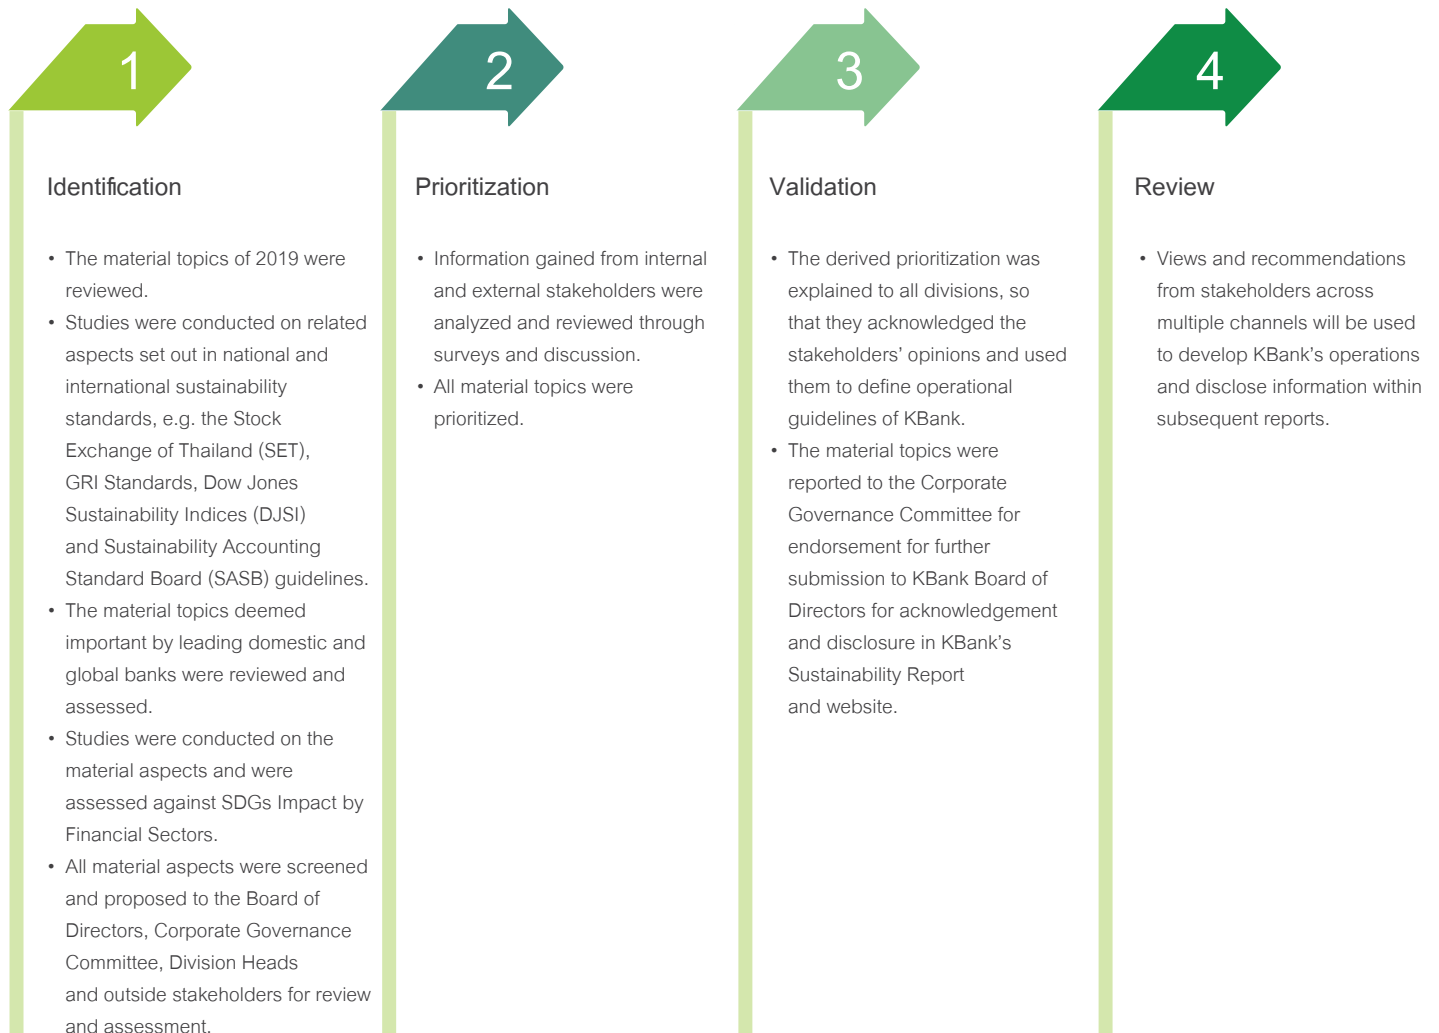 1
Identification
• The material topics of 2019 were
reviewed.
• Studies were conducted on related
aspects set out in national and
international sustainability
standards, e.g. the Stock
Exchange of Thailand (SET),
GRI Standards, Dow Jones
Sustainability Indices (DJSI)
and Sustainability Accounting
Standard Board (SASB) guidelines.
• The material topics deemed
important by leading domestic and
global banks were reviewed and
assessed.
• Studies were conducted on the
material aspects and were
assessed against SDGs Impact by
Financial Sectors.
• All material aspects were screened
and proposed to the Board of
Directors, Corporate Governance
Committee, Division Heads
and outside stakeholders for review
and assessment.
2
Prioritization
• Information gained from internal
and external stakeholders were
analyzed and reviewed through
surveys and discussion.
• All material topics were
prioritized.
3
Validation
• The derived prioritization was
explained to all divisions, so
that they acknowledged the
stakeholders’ opinions and used
them to define operational
guidelines of KBank.
• The material topics were
reported to the Corporate
Governance Committee for
endorsement for further
submission to KBank Board of
Directors for acknowledgement
and disclosure in KBank’s
Sustainability Report
and website.
4
Review
• Views and recommendations
from stakeholders across
multiple channels will be used
to develop KBank’s operations
and disclose information within
subsequent reports.